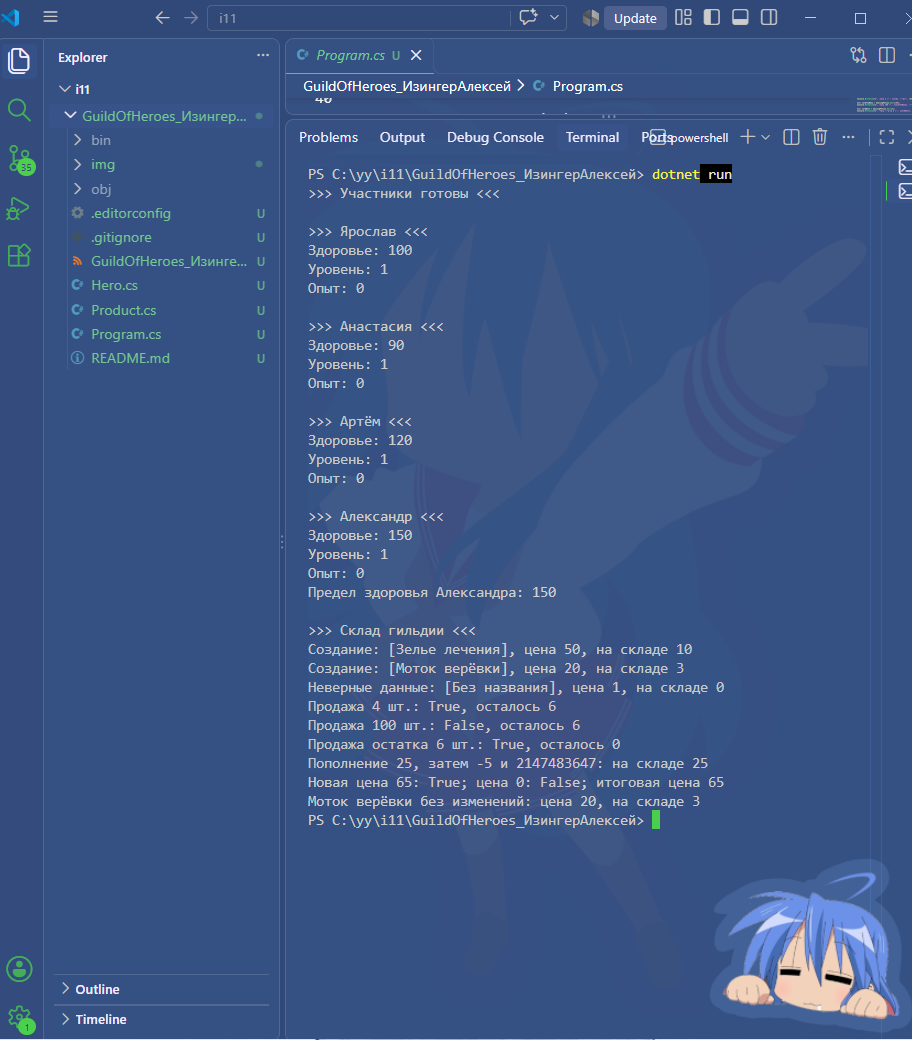 i11
Update
Explorer
Program.cs U
i11
GuildOfHeroes_Изингер...
bin
img
obj
.editorconfig U
.gitignore U
GuildOfHeroes_Изинге... U
Hero.cs U
Product.cs U
Program.cs U
README.md U
Outline
Timeline
35
1
GuildOfHeroes_ИзингерАлексей > Program.cs
40
Problems Output Debug Console Terminal Ports powershell
PS C:\yy\i11\GuildOfHeroes_ИзингерАлексей> dotnet run
>>> Участники готовы <<<
>>> Ярослав <<<
Здоровье: 100
Уровень: 1
Опыт: 0
>>> Анастасия <<<
Здоровье: 90
Уровень: 1
Опыт: 0
>>> Артём <<<
Здоровье: 120
Уровень: 1
Опыт: 0
>>> Александр <<<
Здоровье: 150
Уровень: 1
Опыт: 0
Предел здоровья Александра: 150
>>> Склад гильдии <<<
Создание: [Зелье лечения], цена 50, на складе 10
Создание: [Моток верёвки], цена 20, на складе 3
Неверные данные: [Без названия], цена 1, на складе 0
Продажа 4 шт.: True, осталось 6
Продажа 100 шт.: False, осталось 6
Продажа остатка 6 шт.: True, осталось 0
Пополнение 25, затем -5 и 2147483647: на складе 25
Новая цена 65: True; цена 0: False; итоговая цена 65
Моток верёвки без изменений: цена 20, на складе 3
PS C:\yy\i11\GuildOfHeroes_ИзингерАлексей>